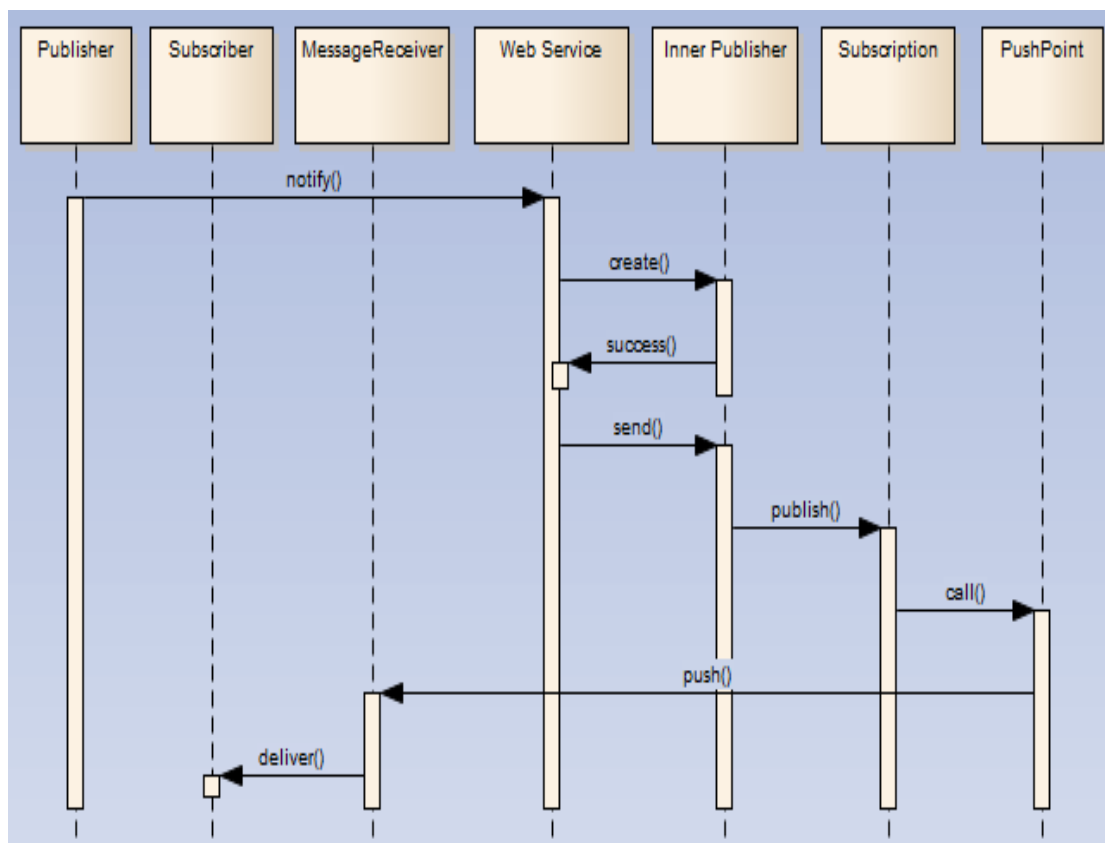 Publisher
Subscriber
MessageReceiver
Web Service
Inner Publisher
Subscription
PushPoint
notify()
create()
success()
send()
publish()
call()
push()
deliver()